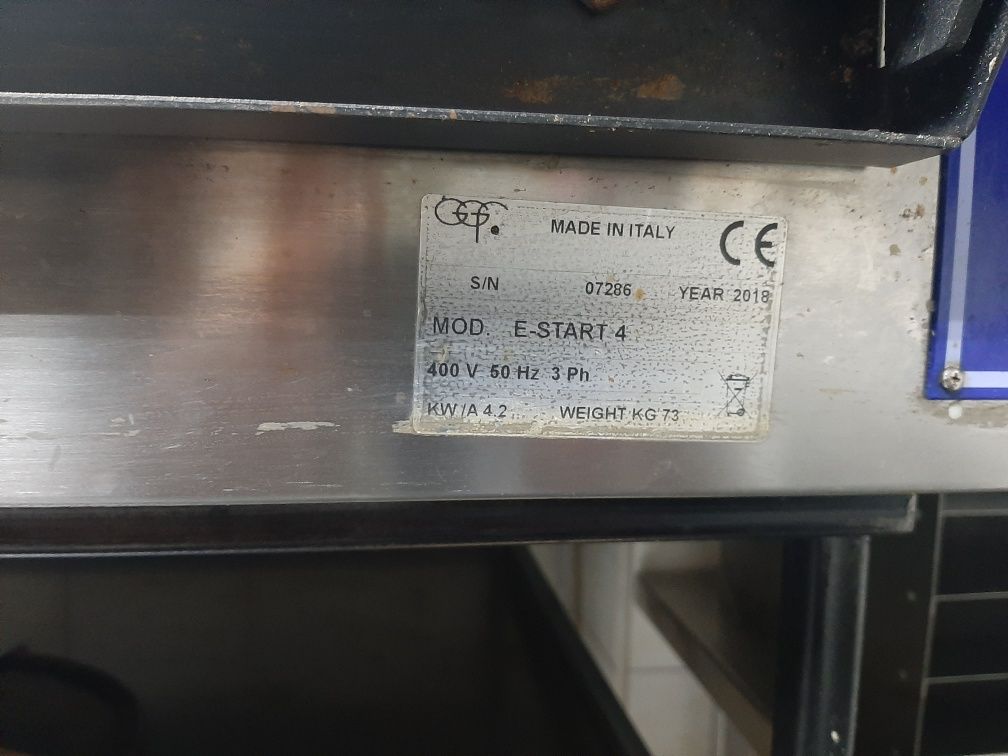 GGF.
MADE IN ITALY
CE
S/N 07286 YEAR 2018
MOD. E-START 4
400 V 50 Hz 3 Ph
KW /A 4.2 WEIGHT KG 73